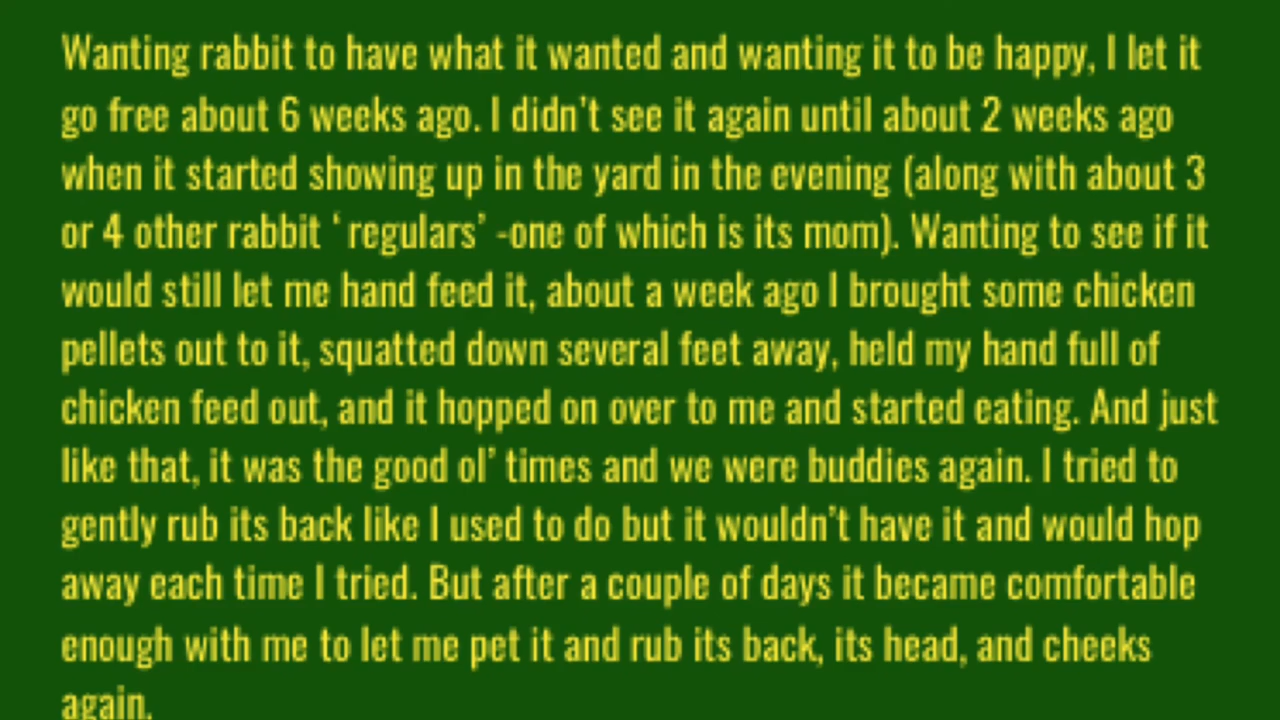 Wanting rabbit to have what it wanted and wanting it to be happy, I let it
go free about 6 weeks ago. I didn't see it again until about 2 weeks ago
when it started showing up in the yard in the evening (along with about 3
or 4 other rabbit ‘ regulars’ -one of which is its mom). Wanting to see if it
would still let me hand feed it, about a week ago I brought some chicken
pellets out to it, squatted down several feet away, held my hand full of
chicken feed out, and it hopped on over to me and started eating. And just
like that, it was the good ol’ times and we were buddies again. I tried to
gently rub its back like I used to do but it wouldn’t have it and would hop
away each time I tried. But after a couple of days it became comfortable
enough with me to let me pet it and rub its back, its head, and cheeks
again.